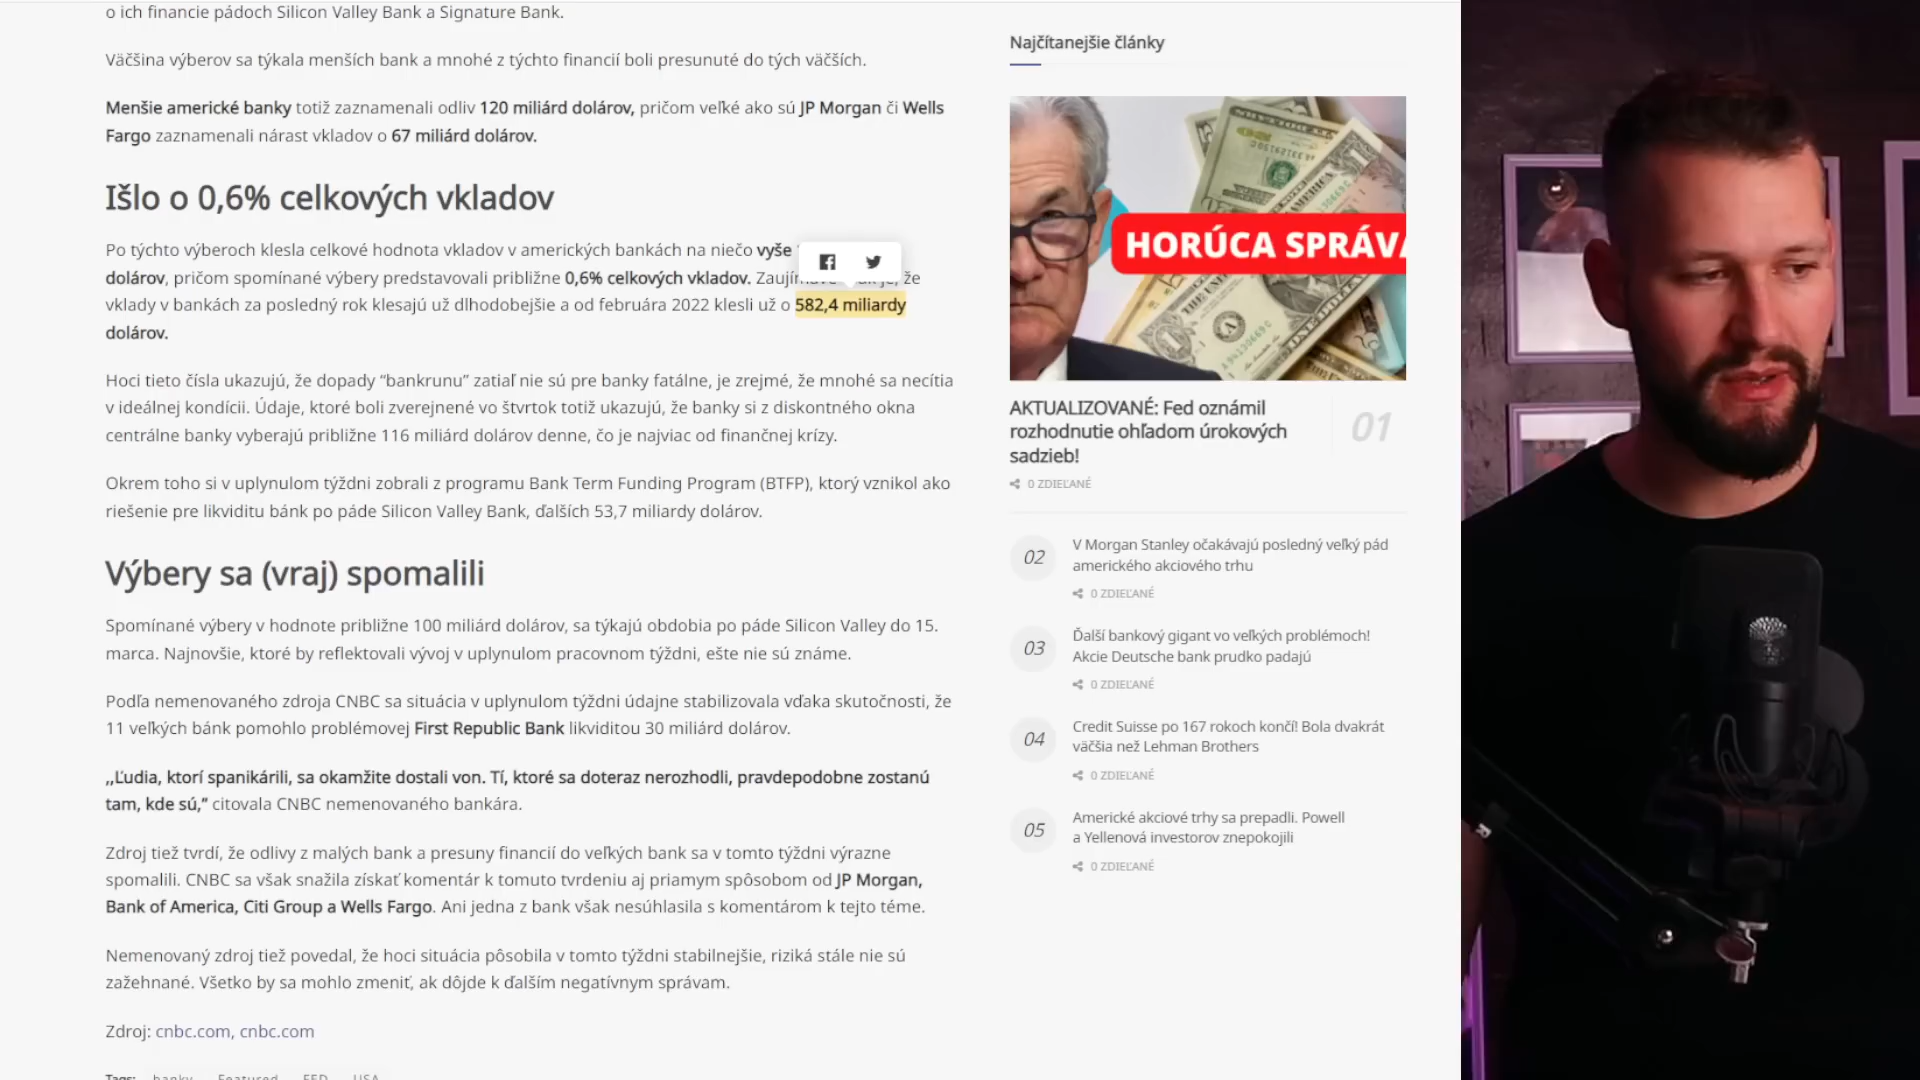 o ich financie pádoch Silicon Valley Bank a Signature Bank.
Väčšina výberov sa týkala menších bank a mnohé z týchto financií boli presunuté do tých väčších.
Menšie americké banky totiž zaznamenali odliv 120 miliárd dolárov, pričom veľké ako sú JP Morgan či Wells
Fargo zaznamenali nárast vkladov o 67 miliárd dolárov.
Išlo o 0,6% celkových vkladov
Po týchto výberoch klesla celkové hodnota vkladov v amerických bankách na niečo vyše
dolárov, pričom spomínané výbery predstavovali približne 0,6% celkových vkladov. že
vklady v bankách za posledný rok klesajú už dlhodobejšie a od februára 2022 klesli už o 582,4 miliardy
dolárov.
Hoci tieto čísla ukazujú, že dopady “bankrunu” zatiaľ nie sú pre banky fatálne, je zrejmé, že mnohé sa necítia
v ideálnej kondícii. Údaje, ktoré boli zverejnené vo štvrtok totiž ukazujú, že banky si z diskontného okna
centrálne banky vyberajú približne 116 miliárd dolárov denne, čo je najviac od finančnej krízy.
Okrem toho si v uplynulom týždni zobrali z programu Bank Term Funding Program (BTFP), ktorý vznikol ako
riešenie pre likviditu bánk po páde Silicon Valley Bank, ďalších 53,7 miliardy dolárov.
Výbery sa (vraj) spomalili
Spomínané výbery v hodnote približne 100 miliárd dolárov, sa týkajú obdobia po páde Silicon Valley do 15.
marca. Najnovšie, ktoré by reflektovali vývoj v uplynulom pracovnom týždni, ešte nie sú známe.
Podľa nemenovaného zdroja CNBC sa situácia v uplynulom týždni údajne stabilizovala vďaka skutočnosti, že
11 veľkých bánk pomohlo problémovej First Republic Bank likviditou 30 miliárd dolárov.
,,Ľudia, ktorí spanikárili, sa okamžite dostali von. Tí, ktoré sa doteraz nerozhodli, pravdepodobne zostanú
tam, kde sú,” citovala CNBC nemenovaného bankára.
Zdroj tiež tvrdí, že odlivy z malých bank a presuny financií do veľkých bank sa v tomto týždni výrazne
spomalili. CNBC sa však snažila získať komentár k tomuto tvrdeniu aj priamym spôsobom od JP Morgan,
Bank of America, Citi Group a Wells Fargo. Ani jedna z bank však nesúhlasila s komentárom k tejto téme.
Nemenovaný zdroj tiež povedal, že hoci situácia pôsobila v tomto týždni stabilnejšie, riziká stále nie sú
zažehnané. Všetko by sa mohlo zmeniť, ak dôjde k ďalším negatívnym správam.
Zdroj: cnbc.com, cnbc.com
Tags: banky Featured FED USA
Najčítanejšie články
HORÚCA SPRÁVA
AKTUALIZOVANÉ: Fed oznámil
rozhodnutie ohľadom úrokových
sadzieb!
01
0 ZDIEĽANÉ
02
V Morgan Stanley očakávajú posledný veľký pád
amerického akciového trhu
0 ZDIEĽANÉ
03
Ďalší bankový gigant vo veľkých problémoch!
Akcie Deutsche bank prudko padajú
0 ZDIEĽANÉ
04
Credit Suisse po 167 rokoch končí! Bola dvakrát
väčšia než Lehman Brothers
0 ZDIEĽANÉ
05
Americké akciové trhy sa prepadli. Powell
a Yellenová investorov znepokojili
0 ZDIEĽANÉ